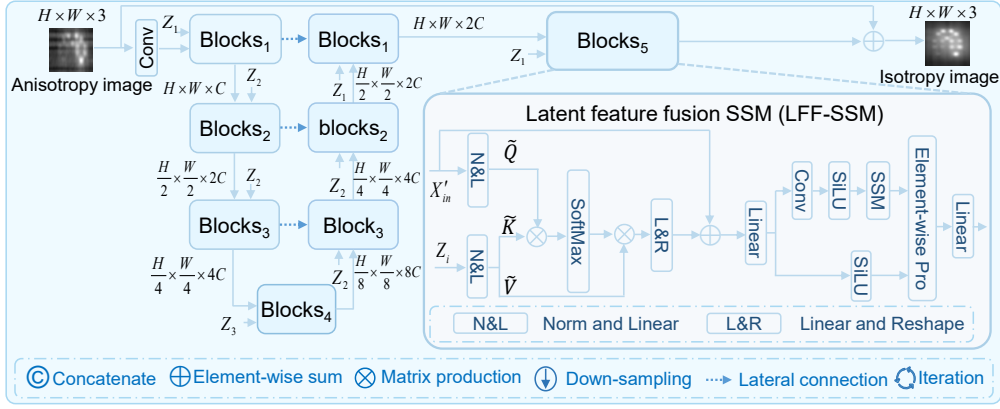 H×W×3
Anisotropy image
Conv
Z₁
Blocks₁
Blocks₁
H×W×2C
Z₁
Blocks₅
H×W×3
Isotropy image
H×W×C
Z₂
Z₁
H/2×W/2×2C
Blocks₂
blocks₂
H/2×W/2×2C
Z₂
Z₂
H/4×W/4×4C
Blocks₃
Block₃
H/4×W/4×4C
Z₂
H/8×W/8×8C
Z₃
Blocks₄
Latent feature fusion SSM (LFF-SSM)
X′ᵢₙ
N&L
Q̃
Zᵢ
N&L
K̃
Ṽ
SoftMax
L&R
Linear
Conv
SiLU
SSM
SiLU
Element-wise Pro
Linear
N&L
Norm and Linear
L&R
Linear and Reshape
© Concatenate
⊕ Element-wise sum
⊗ Matrix production
Down-sampling
Lateral connection
Iteration